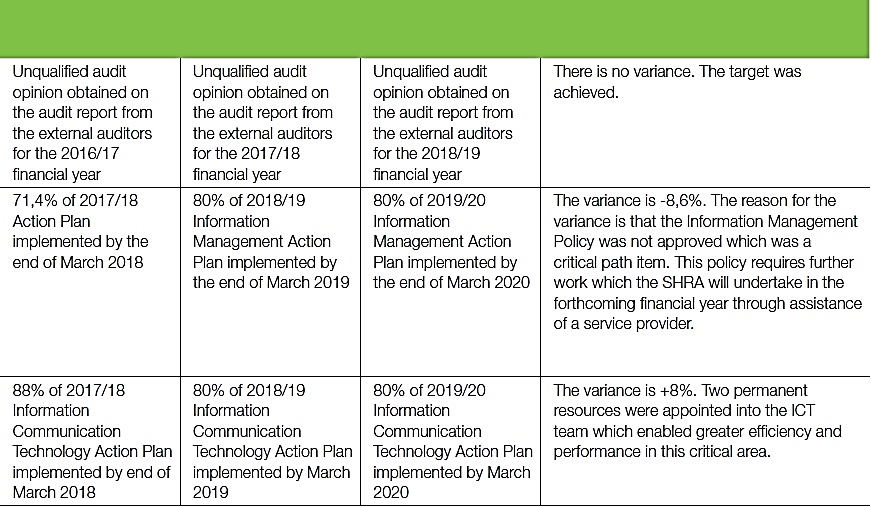 Unqualified audit
opinion obtained on
the audit report from
the external auditors
for the 2016/17
financial year
Unqualified audit
opinion obtained on
the audit report from
the external auditors
for the 2017/18
financial year
Unqualified audit
opinion obtained on
the audit report from
the external auditors
for the 2018/19
financial year
There is no variance. The target was
achieved.
71,4% of 2017/18
Action Plan
implemented by the
end of March 2018
80% of 2018/19
Information
Management Action
Plan implemented by
the end of March 2019
80% of 2019/20
Information
Management Action
Plan implemented by
the end of March 2020
The variance is -8,6%. The reason for the
variance is that the Information Management
Policy was not approved which was a
critical path item. This policy requires further
work which the SHRA will undertake in the
forthcoming financial year through assistance
of a service provider.
88% of 2017/18
Information
Communication
Technology Action Plan
implemented by end of
March 2018
80% of 2018/19
Information
Communication
Technology Action Plan
implemented by March
2019
80% of 2019/20
Information
Communication
Technology Action Plan
implemented by March
2020
The variance is +8%. Two permanent
resources were appointed into the ICT
team which enabled greater efficiency and
performance in this critical area.